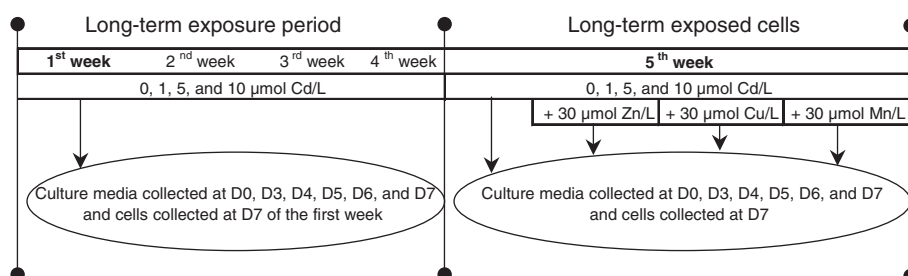 Long-term exposure period
Long-term exposed cells
1st week 2nd week 3rd week 4th week
5th week
0, 1, 5, and 10 µmol Cd/L
0, 1, 5, and 10 µmol Cd/L
+ 30 µmol Zn/L + 30 µmol Cu/L + 30 µmol Mn/L
Culture media collected at D0, D3, D4, D5, D6, and D7
and cells collected at D7 of the first week
Culture media collected at D0, D3, D4, D5, D6, and D7
and cells collected at D7